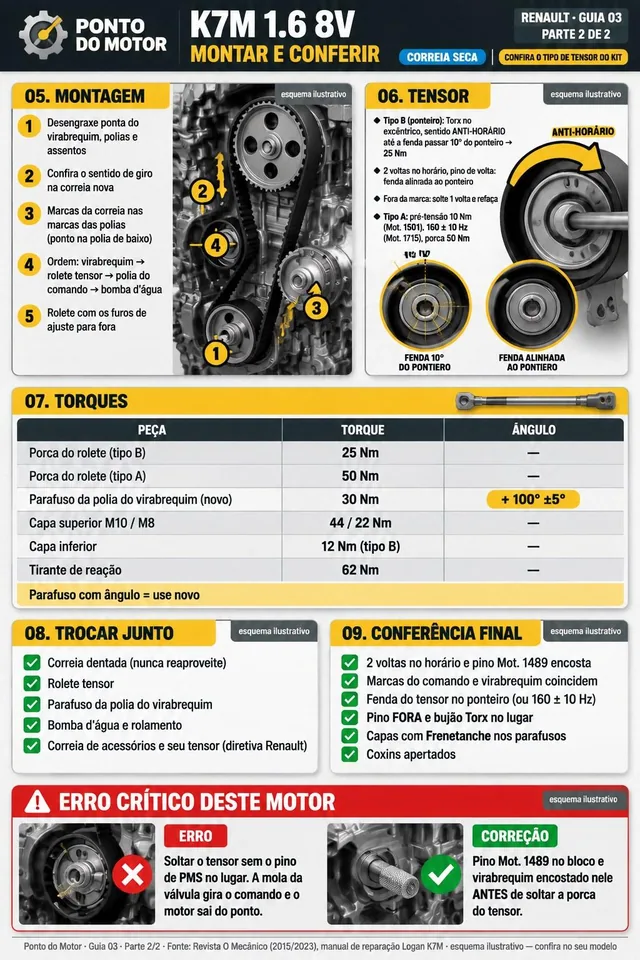 PONTO
DO MOTOR
K7M 1.6 8V
MONTAR E CONFERIR
RENAULT · GUIA 03
PARTE 2 DE 2
CORREIA SECA
CONFIRA O TIPO DE TENSOR DO KIT
05. MONTAGEM
esquema ilustrativo
1 Desengraxe ponta do
virabrequim, polias e
assentos
2 Confira o sentido de giro
na correia nova
3 Marcas da correia nas
marcas das polias
(ponto na polia de baixo)
4 Ordem: virabrequim →
rolete tensor → polia do
comando → bomba d'água
5 Rolete com os furos de
ajuste para fora
2
4
3
1
06. TENSOR
esquema ilustrativo
◆ Tipo B (ponteiro): Torx no
excêntrico, sentido ANTI-HORÁRIO
até a fenda passar 10° do ponteiro →
25 Nm
◆ 2 voltas no horário, pino de volta:
fenda alinrada ao ponteiro
◆ Fora da marca: solte 1 volta e refaça
◆ Tipo A: pré-tensão 10 Nm
(Mot. 1501), 160 ± 10 Hz
(Mot. 1715), porca 50 Nm
ANTI-HORÁRIO
FENDA 10°
DO PONTIERO
FENDA ALINHADA
AO PONTIERO
07. TORQUES
PEÇA TORQUE ÂNGULO
Porca do rolete (tipo B) 25 Nm —
Porca do rolete (tipo A) 50 Nm —
Parafuso da polia do virabrequim (novo) 30 Nm + 100° ±5°
Capa superior M10 / M8 44 / 22 Nm —
Capa inferior 12 Nm (tipo B) —
Tirante de reação 62 Nm —
Parafuso com ângulo = use novo
08. TROCAR JUNTO
esquema ilustrativo
Correia dentada (nunca reaproveite)
Rolete tensor
Parafuso da polia do virabrequim
Bomba d'água e rolamento
Correia de acessórios e seu tensor (diretiva Renault)
09. CONFERÊNCIA FINAL
esquema ilustrativo
2 voltas no horário e pino Mot. 1489 encosta
Marcas do comando e virabrequim coincidem
Fenda do tensor no ponteiro (ou 160 ± 10 Hz)
Pino FORA e bujão Torx no lugar
Capas com Frenetanche nos parafusos
Coxins apertados
ERRO CRÍTICO DESTE MOTOR
esquema ilustrativo
ERRO
Soltar o tensor sem o pino
de PMS no lugar. A mola da
válvula gira o comando e o
motor sai do ponto.
CORREÇÃO
Pino Mot. 1489 no bloco e
virabrequim encostado nele
ANTES de soltar a porca
do tensor.
Ponto do Motor · Guia 03 · Parte 2/2 · Fonte: Revista O Mecânico (2015/2023), manual de reparação Logan K7M · esquema ilustrativo — confira no seu modelo